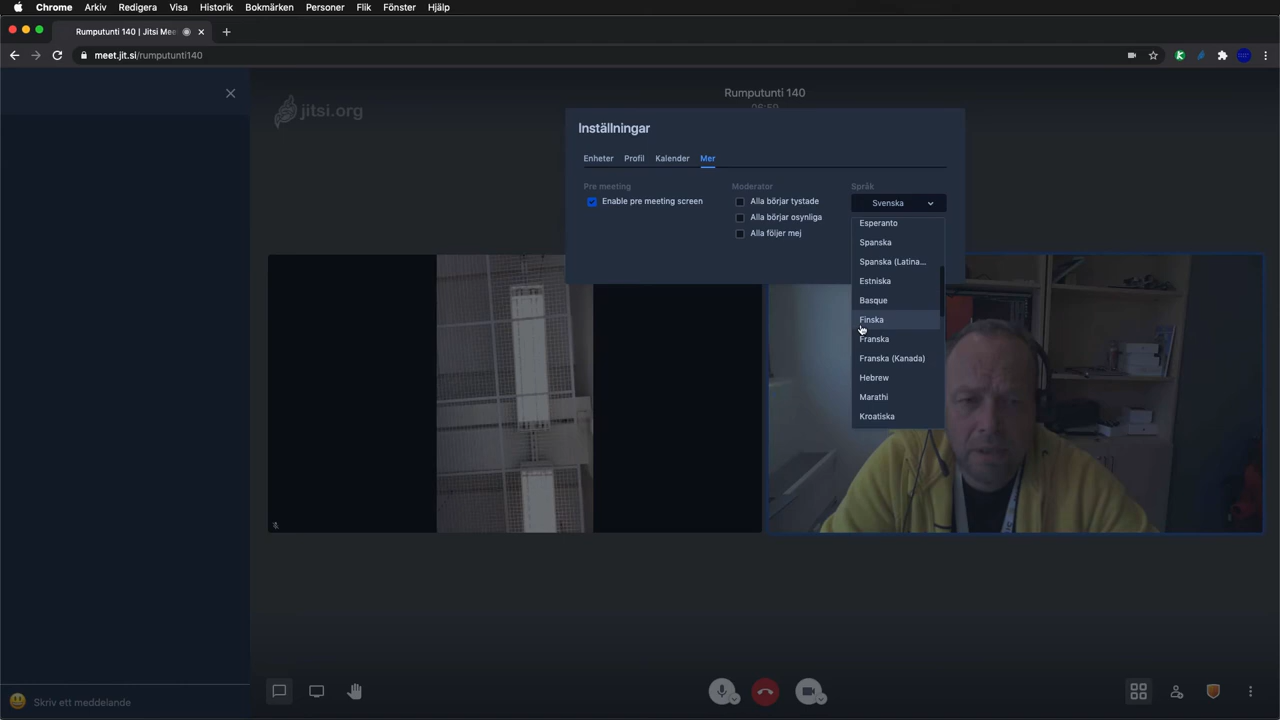 Chrome Arkiv Redigera Visa Historik Bokmärken Personer Flik Fönster Hjälp
Rumputunti 140 | Jitsi Mee
meet.jit.si/rumputunti140
jitsi.org
Rumputunti 140
06:50
Inställningar
Enheter Profil Kalender Mer
Pre meeting
Enable pre meeting screen
Moderator
Alla börjar tystade
Alla börjar osynliga
Alla följer mej
Språk
Svenska
Esperanto
Spanska
Spanska (Latina...
Estniska
Basque
Finska
Franska
Franska (Kanada)
Hebrew
Marathi
Kroatiska
Skriv ett meddelande